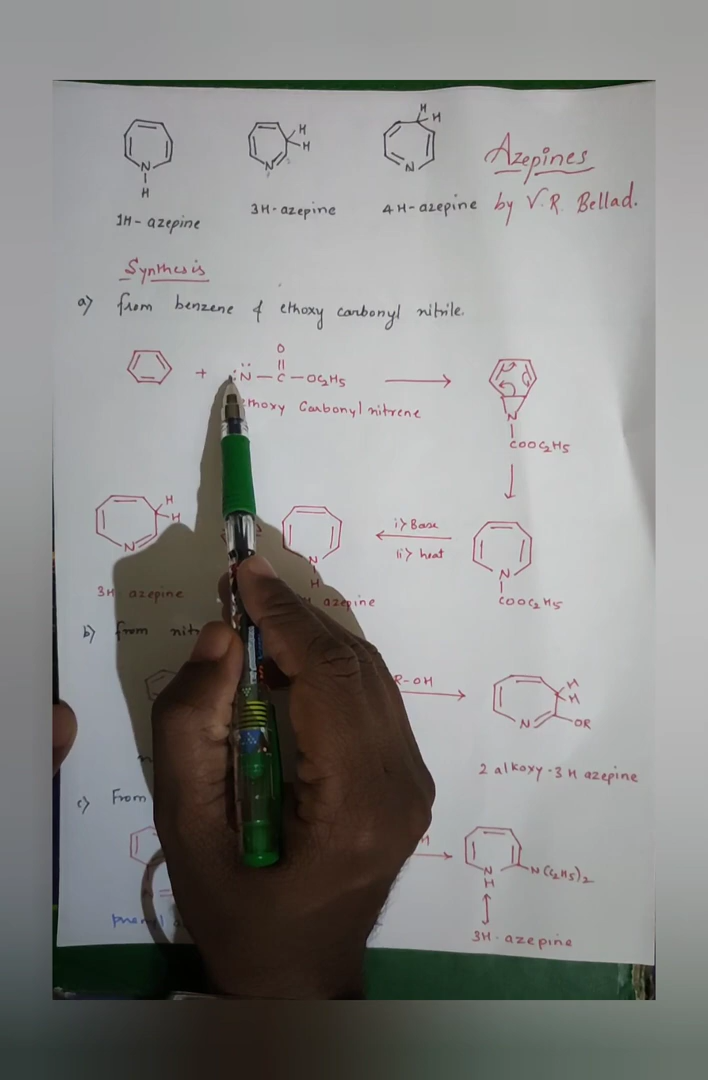 H
H
H
N
N
N
H
Azepines
1H- azepine
3H-azepine
4H-azepine
by V.R. Bellad.
Synthesis
a) from benzene & ethoxy carbonyl nitrile.
O
+ :N — C — OC2H5
ethoxy Carbonyl nitrene
N
COOC2H5
H
H
N
N
H
i> Base
ii> heat
N
COOC2H5
3H azepine
azepine
b) from
R-OH
H
H
N
OR
2 alkoxy-3H azepine
c) From
N
H
N(C2H5)2
3H-azepine